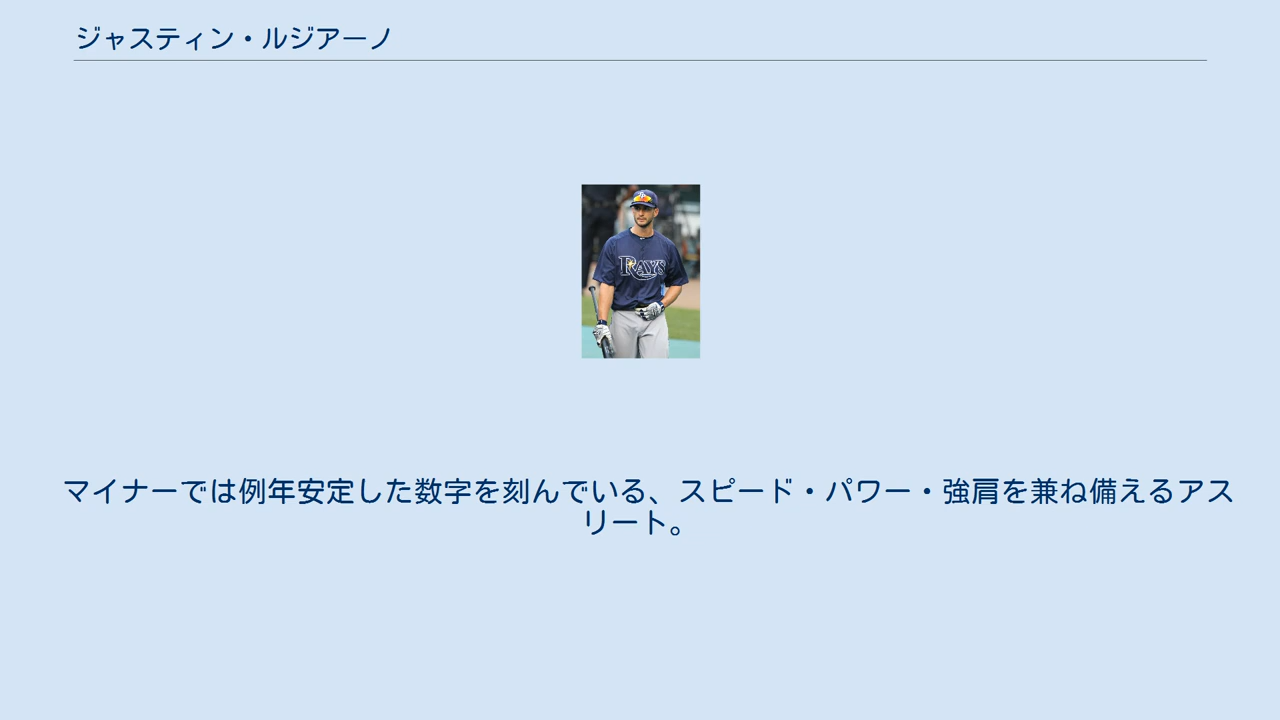 ジャスティン・ルジアーノ
RAYS
マイナーでは例年安定した数字を刻んでいる、スピード・パワー・強肩を兼ね備えるアス
リート。